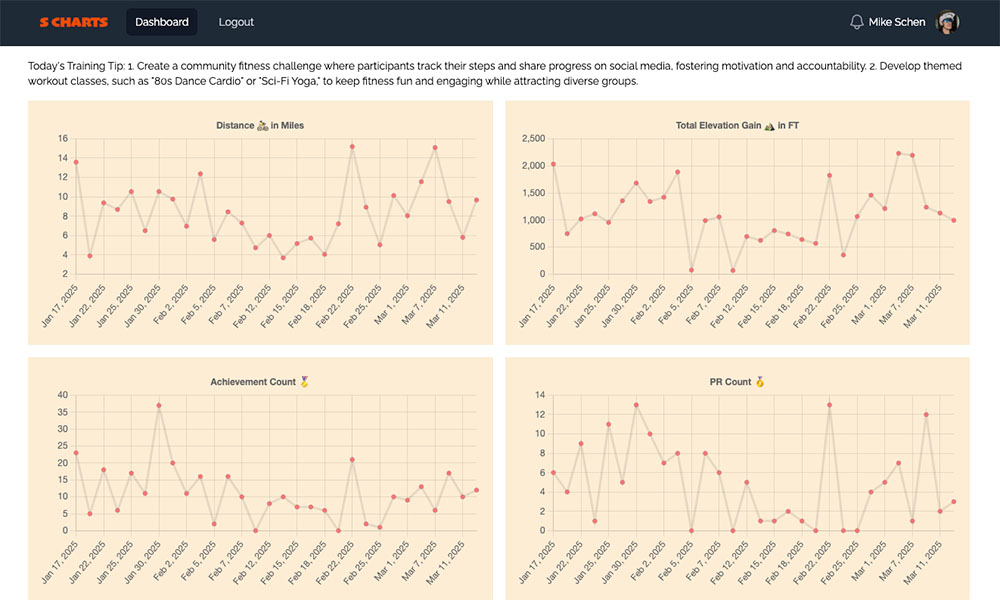 S CHARTS Dashboard Logout Mike Schen
Today's Training Tip: 1. Create a community fitness challenge where participants track their steps and share progress on social media, fostering motivation and accountability. 2. Develop themed
workout classes, such as "80s Dance Cardio" or "Sci-Fi Yoga," to keep fitness fun and engaging while attracting diverse groups.
Distance 🚵 in Miles
16
14
12
10
8
6
4
2
Jan 17, 2025
Jan 22, 2025
Jan 25, 2025
Jan 30, 2025
Feb 2, 2025
Feb 5, 2025
Feb 7, 2025
Feb 12, 2025
Feb 16, 2025
Feb 18, 2025
Feb 22, 2025
Feb 25, 2025
Mar 1, 2025
Mar 7, 2025
Mar 11, 2025
Total Elevation Gain ⛰️ in FT
2,500
2,000
1,500
1,000
500
0
Jan 17, 2025
Jan 22, 2025
Jan 25, 2025
Jan 30, 2025
Feb 2, 2025
Feb 5, 2025
Feb 7, 2025
Feb 12, 2025
Feb 16, 2025
Feb 18, 2025
Feb 22, 2025
Feb 25, 2025
Mar 1, 2025
Mar 7, 2025
Mar 11, 2025
Achievement Count 🎖️
40
35
30
25
20
15
10
5
0
Jan 17, 2025
Jan 22, 2025
Jan 25, 2025
Jan 30, 2025
Feb 2, 2025
Feb 5, 2025
Feb 7, 2025
Feb 12, 2025
Feb 16, 2025
Feb 18, 2025
Feb 22, 2025
Feb 25, 2025
Mar 1, 2025
Mar 7, 2025
Mar 11, 2025
PR Count 🥇
14
12
10
8
6
4
2
0
Jan 17, 2025
Jan 22, 2025
Jan 25, 2025
Jan 30, 2025
Feb 2, 2025
Feb 5, 2025
Feb 7, 2025
Feb 12, 2025
Feb 16, 2025
Feb 18, 2025
Feb 22, 2025
Feb 25, 2025
Mar 1, 2025
Mar 7, 2025
Mar 11, 2025